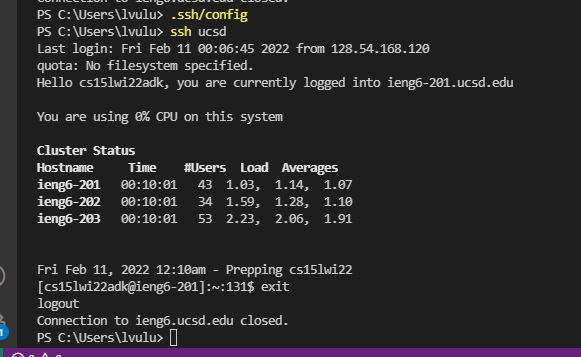 Connection to ieng6.ucsd.edu closed.
PS C:\Users\lvulu> .ssh/config
PS C:\Users\lvulu> ssh ucsd
Last login: Fri Feb 11 00:06:45 2022 from 128.54.168.120
quota: No filesystem specified.
Hello cs15lwi22adk, you are currently logged into ieng6-201.ucsd.edu
You are using 0% CPU on this system
Cluster Status
Hostname Time #Users Load Averages
ieng6-201 00:10:01 43 1.03, 1.14, 1.07
ieng6-202 00:10:01 34 1.59, 1.28, 1.10
ieng6-203 00:10:01 53 2.23, 2.06, 1.91
Fri Feb 11, 2022 12:10am - Prepping cs15lwi22
[cs15lwi22adk@ieng6-201]:~:131$ exit
logout
Connection to ieng6.ucsd.edu closed.
PS C:\Users\lvulu>